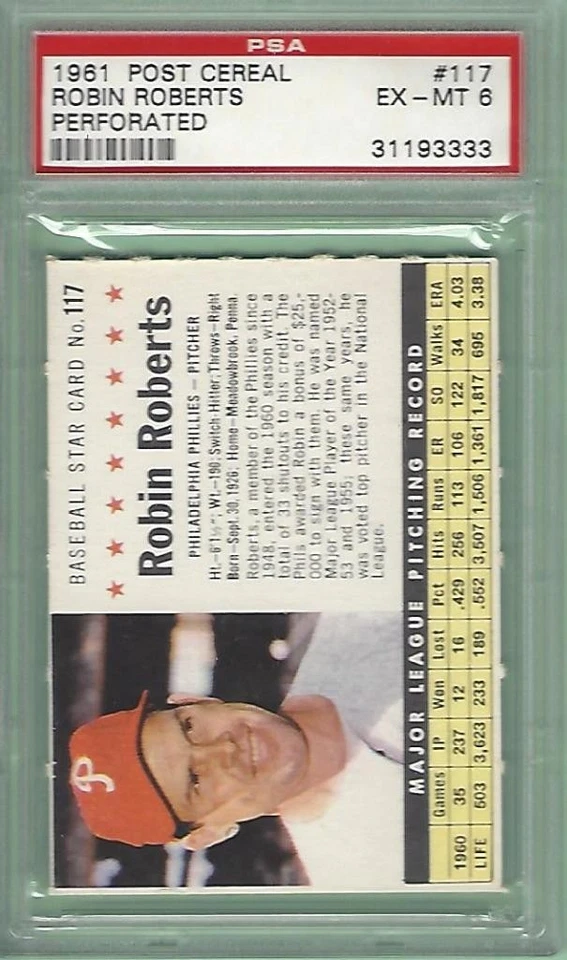 PSA
1961 POST CEREAL #117
ROBIN ROBERTS EX-MT 6
PERFORATED
31193333
BASEBALL STAR CARD No. 117
Robin Roberts
PHILADELPHIA PHILLIES — PITCHER
Ht.—6'1½"; Wt.—190; Switch-Hitter; Throws—Right
Born—Sept. 30, 1926; Home—Meadowbrook, Penna.
Roberts, a member of the Phillies since
1948, entered the 1960 season with a
total of 33 shutouts to his credit. The
Phils awarded Robin a bonus of $25,-
000 to sign with them. He was named
Major League Player of the Year 1952-
53 and 1955; these same years, he
was voted top pitcher in the National
League.
MAJOR LEAGUE PITCHING RECORD
Games IP Won Lost Pct Hits Runs ER SO Walks ERA
1960 35 237 12 16 .429 256 113 106 122 34 4.03
LIFE 503 3,623 233 189 .552 3,507 1,506 1,361 1,817 695 3.38
P